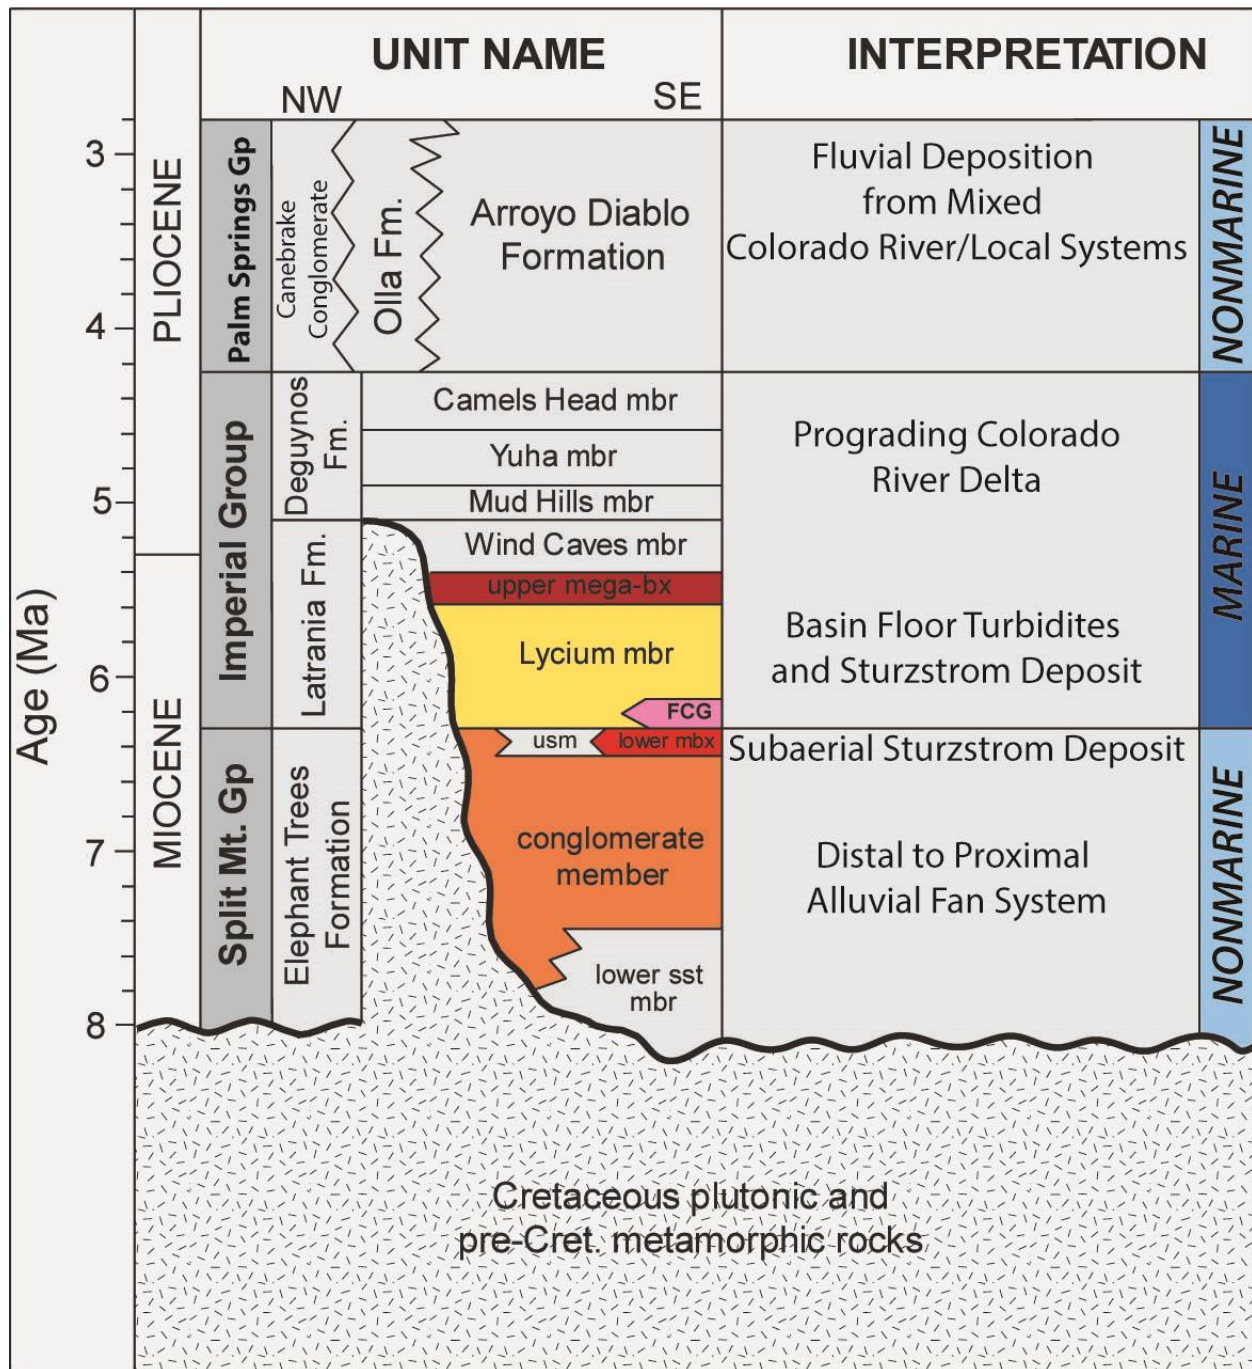 UNIT NAME
INTERPRETATION
NW
SE
Age (Ma)
3
4
5
6
7
8
PLIOCENE
MIOCENE
Palm Springs Gp
Imperial Group
Split Mt. Gp
Canebrake
Conglomerate
Olla Fm.
Arroyo Diablo
Formation
Fluvial Deposition
from Mixed
Colorado River/Local Systems
NONMARINE
Deguynos
Fm.
Camels Head mbr
Yuha mbr
Mud Hills mbr
Prograding Colorado
River Delta
MARINE
Latrania Fm.
Wind Caves mbr
upper mega-bx
Lycium mbr
FCG
Basin Floor Turbidites
and Sturzstrom Deposit
Elephant Trees
Formation
usm
lower mbx
Subaerial Sturzstrom Deposit
conglomerate
member
lower sst
mbr
Distal to Proximal
Alluvial Fan System
NONMARINE
Cretaceous plutonic and
pre-Cret. metamorphic rocks